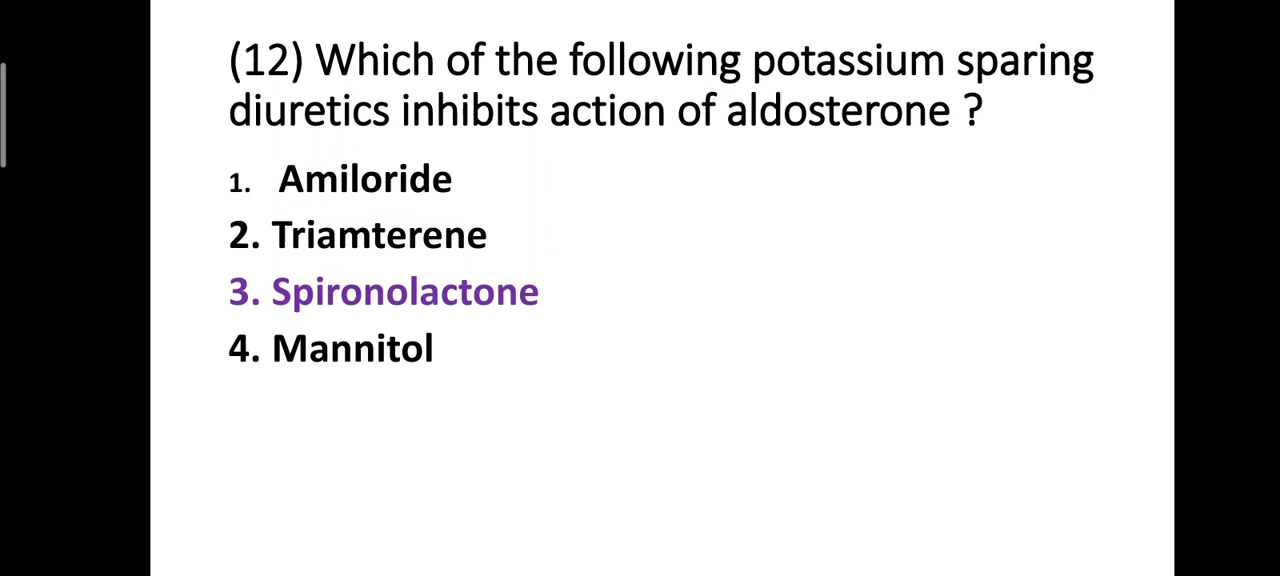 (12) Which of the following potassium sparing
diuretics inhibits action of aldosterone ?
1. Amiloride
2. Triamterene
3. Spironolactone
4. Mannitol